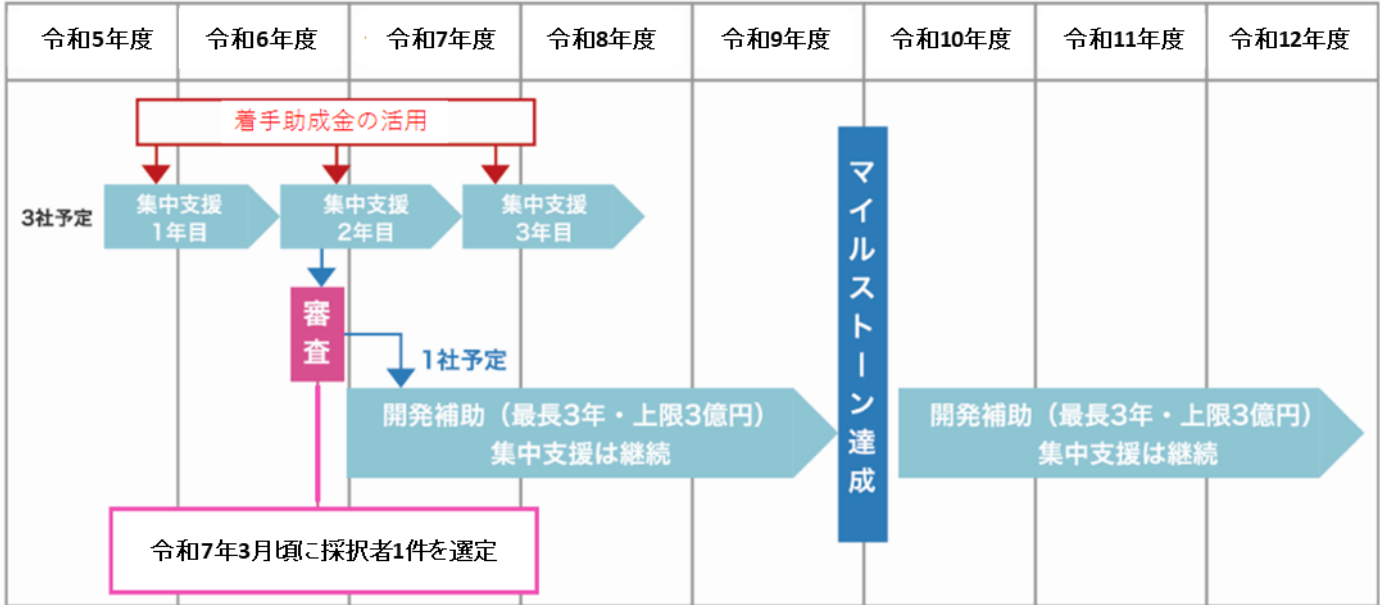 令和5年度
令和6年度
令和7年度
令和8年度
令和9年度
令和10年度
令和11年度
令和12年度
着手助成金の活用
3社予定
集中支援
1年目
集中支援
2年目
集中支援
3年目
審査
1社予定
開発補助（最長3年・上限3億円）
集中支援は継続
マイルストーン達成
開発補助（最長3年・上限3億円）
集中支援は継続
令和7年3月頃に採択者1件を選定